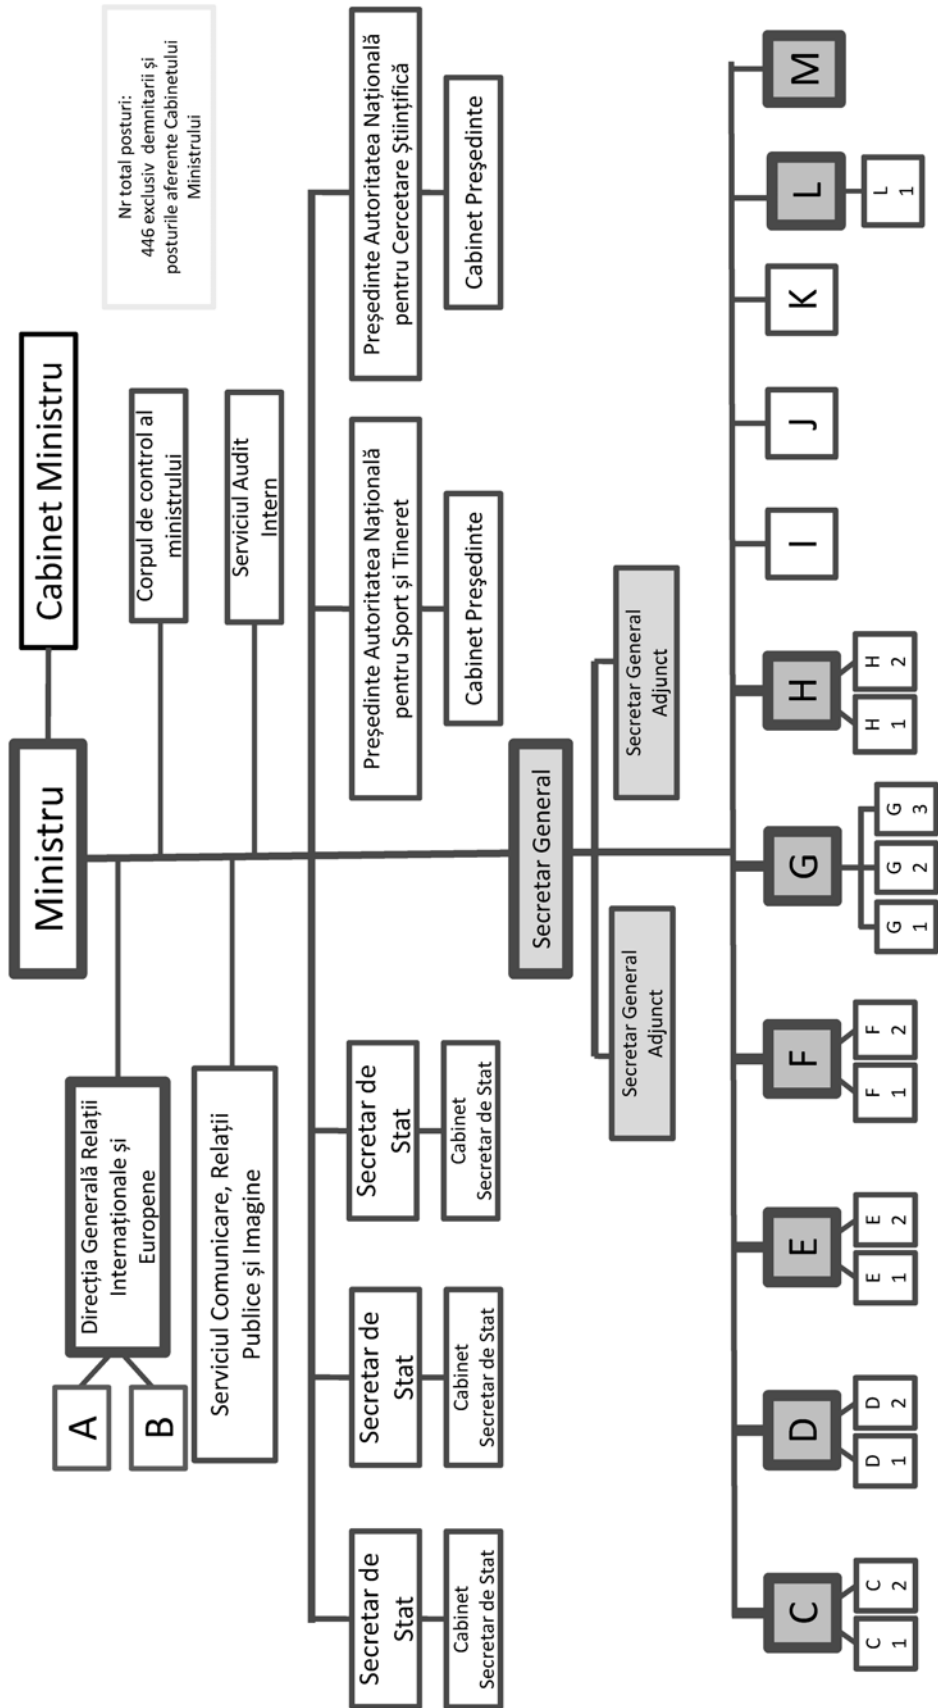 Nr total posturi:
446 exclusiv demnitarii și
posturile aferente Cabinetului
Ministrului
Ministru
Cabinet Ministru
Direcția Generală Relații
Internaționale și
Europene
A
B
Corpul de control al
ministrului
Serviciul Comunicare, Relații
Publice și Imagine
Serviciul Audit
Intern
Secretar de
Stat
Cabinet
Secretar de Stat
Secretar de
Stat
Cabinet
Secretar de Stat
Secretar de
Stat
Cabinet
Secretar de Stat
Președinte Autoritatea Națională
pentru Sport și Tineret
Cabinet Președinte
Președinte Autoritatea Națională
pentru Cercetare Științifică
Cabinet Președinte
Secretar General
Secretar General
Adjunct
Secretar General
Adjunct
C
C
1
C
2
D
D
1
D
2
E
E
1
E
2
F
F
1
F
2
G
G
1
G
2
G
3
H
H
1
H
2
I
J
K
L
L
1
M